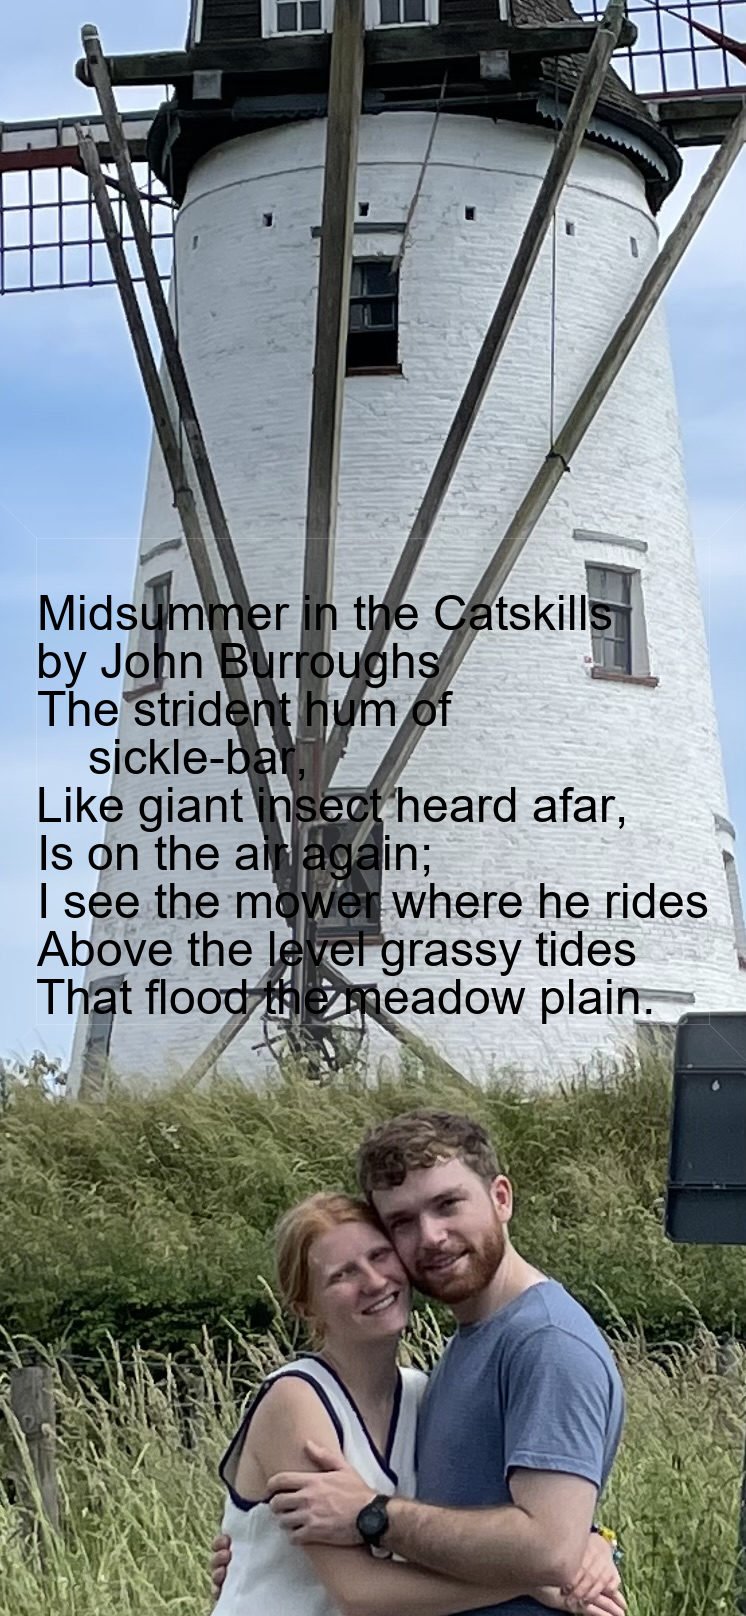 Midsummer in the Catskills
by John Burroughs
The strident hum of
sickle-bar,
Like giant insect heard afar,
Is on the air again;
I see the mower where he rides
Above the level grassy tides
That flood the meadow plain.